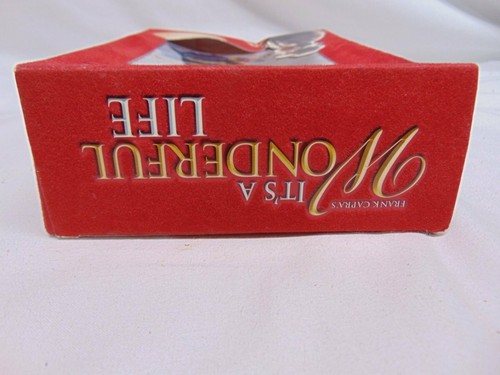 FRANK CAPRA'S
IT'S A
WONDERFUL
LIFE